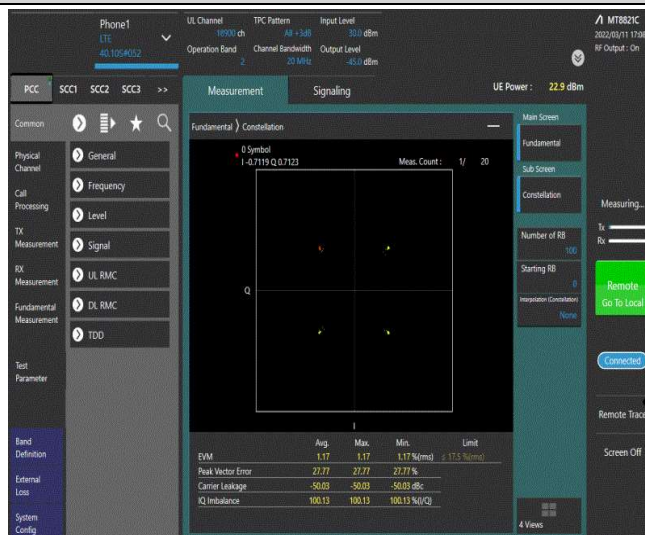 Phone1
LTE
40.10S#052
UL Channel
18900 ch
TPC Pattern
All +3dB
Input Level
30.0 dBm
Operation Band
2
Channel Bandwidth
20 MHz
Output Level
-45.0 dBm
MT8821C
2022/03/11 17:08
RF Output : On
PCC SCC1 SCC2 SCC3 >>
Measurement
Signaling
UE Power : 22.9 dBm
Common
Physical
Channel
Call
Processing
TX
Measurement
RX
Measurement
Fundamental
Measurement
Test
Parameter
Band
Definition
External
Loss
System
Config
General
Frequency
Level
Signal
UL RMC
DL RMC
TDD
Fundamental 〉 Constellation
0 Symbol
I -0.7119 Q 0.7123
Meas. Count : 1/ 20
Q
I
Avg. Max. Min. Limit
EVM 1.17 1.17 1.17 %(rms) ≤ 17.5 %(rms)
Peak Vector Error 27.77 27.77 27.77 %
Carrier Leakage -50.03 -50.03 -50.03 dBc
IQ Imbalance 100.13 100.13 100.13 %(I/Q)
Main Screen
Fundamental
Sub Screen
Constellation
Number of RB
100
Starting RB
0
Interpolation (Constellation)
None
4 Views
Measuring...
Tx
Rx
Remote
Go To Local
Connected
Remote Trace
Screen Off